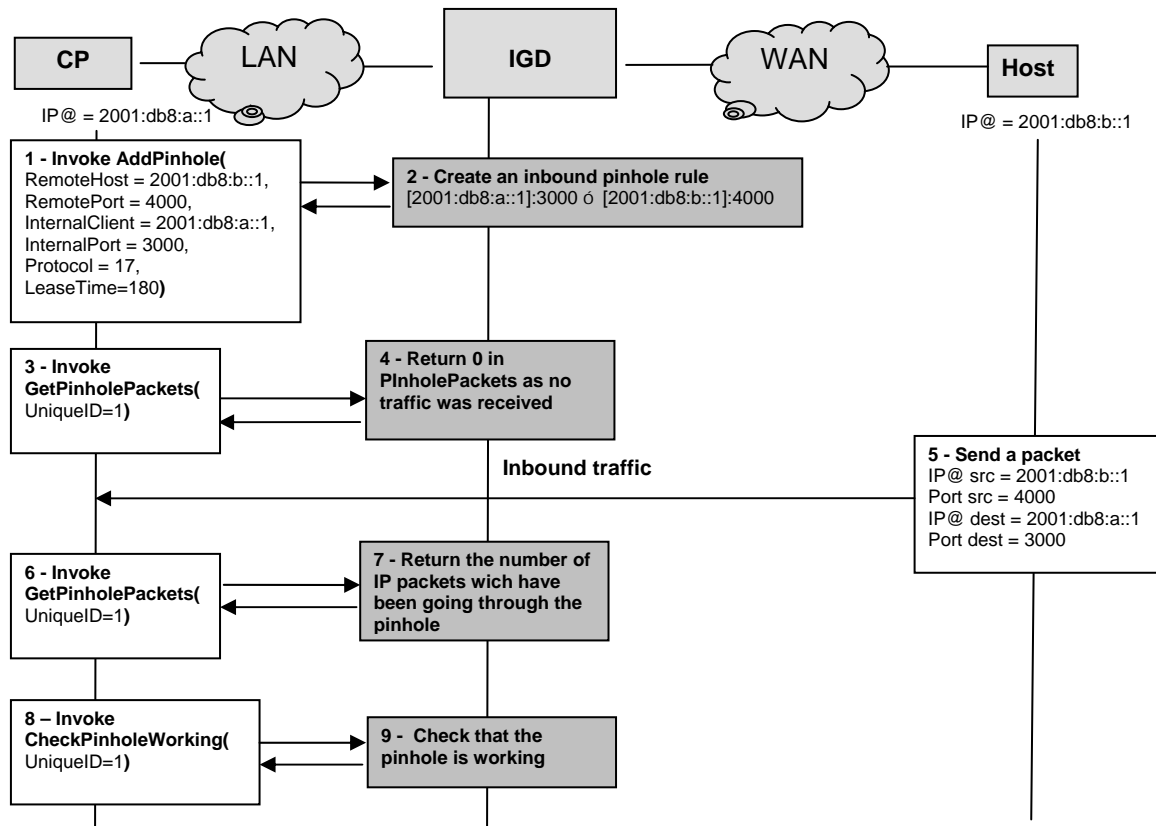 CP
LAN
IGD
WAN
Host
IP@ = 2001:db8:a::1
IP@ = 2001:db8:b::1
1 - Invoke AddPinhole(
RemoteHost = 2001:db8:b::1,
RemotePort = 4000,
InternalClient = 2001:db8:a::1,
InternalPort = 3000,
Protocol = 17,
LeaseTime=180)
2 - Create an inbound pinhole rule
[2001:db8:a::1]:3000 ó [2001:db8:b::1]:4000
3 - Invoke
GetPinholePackets(
UniqueID=1)
4 - Return 0 in
PInholePackets as no
traffic was received
Inbound traffic
5 - Send a packet
IP@ src = 2001:db8:b::1
Port src = 4000
IP@ dest = 2001:db8:a::1
Port dest = 3000
6 - Invoke
GetPinholePackets(
UniqueID=1)
7 - Return the number of
IP packets wich have
been going through the
pinhole
8 – Invoke
CheckPinholeWorking(
UniqueID=1)
9 - Check that the
pinhole is working